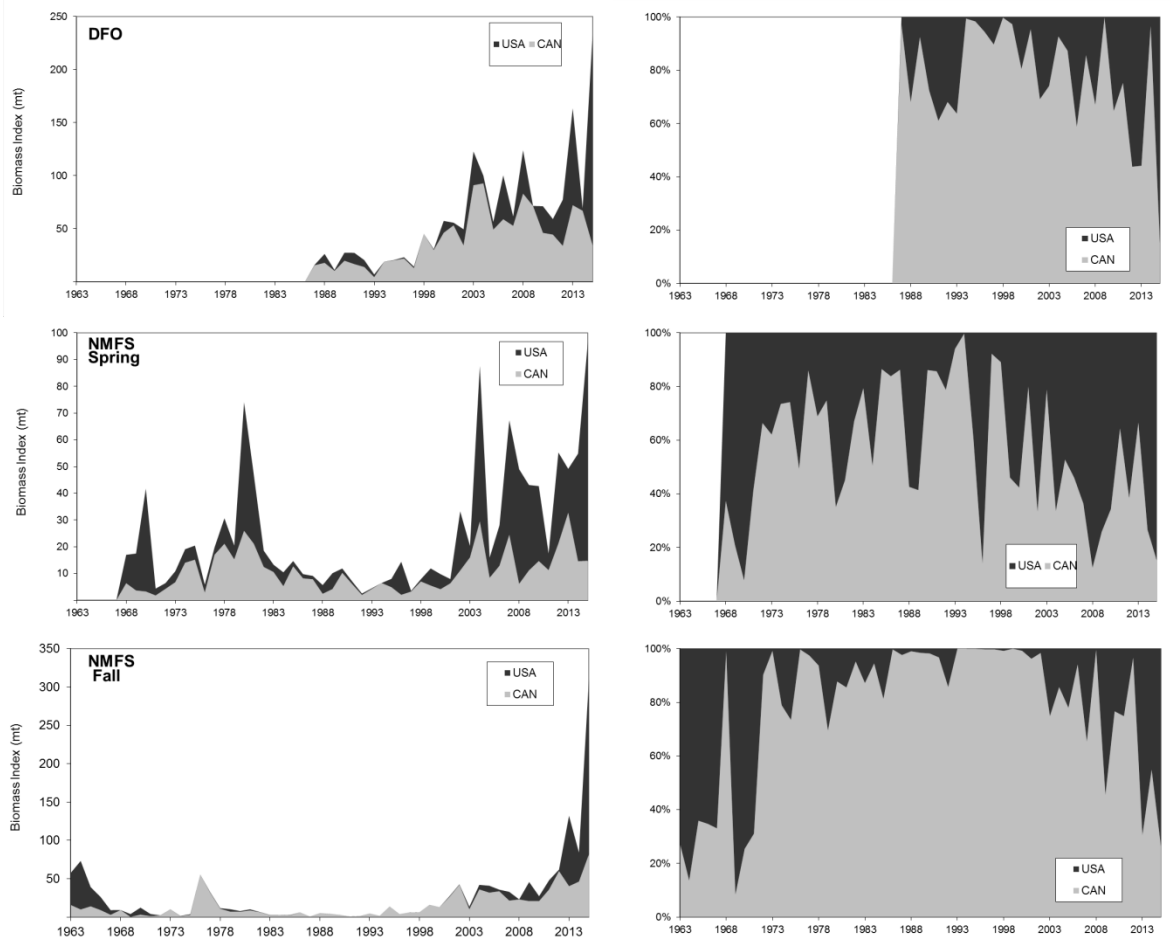 DFO
USA CAN
Biomass Index (mt)
250
200
150
100
50
1963 1968 1973 1978 1983 1988 1993 1998 2003 2008 2013
100%
80%
60%
40%
20%
0%
USA
CAN
1963 1968 1973 1978 1983 1988 1993 1998 2003 2008 2013
NMFS
Spring
USA
CAN
Biomass Index (mt)
100
90
80
70
60
50
40
30
20
10
1963 1968 1973 1978 1983 1988 1993 1998 2003 2008 2013
100%
80%
60%
40%
20%
0%
USA CAN
1963 1968 1973 1978 1983 1988 1993 1998 2003 2008 2013
NMFS
Fall
USA
CAN
Biomass Index (mt)
350
300
250
200
150
100
50
1963 1968 1973 1978 1983 1988 1993 1998 2003 2008 2013
100%
80%
60%
40%
20%
0%
USA
CAN
1963 1968 1973 1978 1983 1988 1993 1998 2003 2008 2013